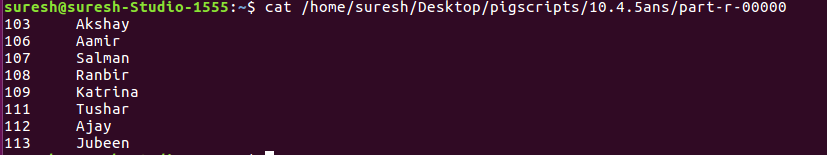 suresh@suresh-Studio-1555:~$ cat /home/suresh/Desktop/pigscripts/10.4.5ans/part-r-00000
103 Akshay
106 Aamir
107 Salman
108 Ranbir
109 Katrina
111 Tushar
112 Ajay
113 Jubeen